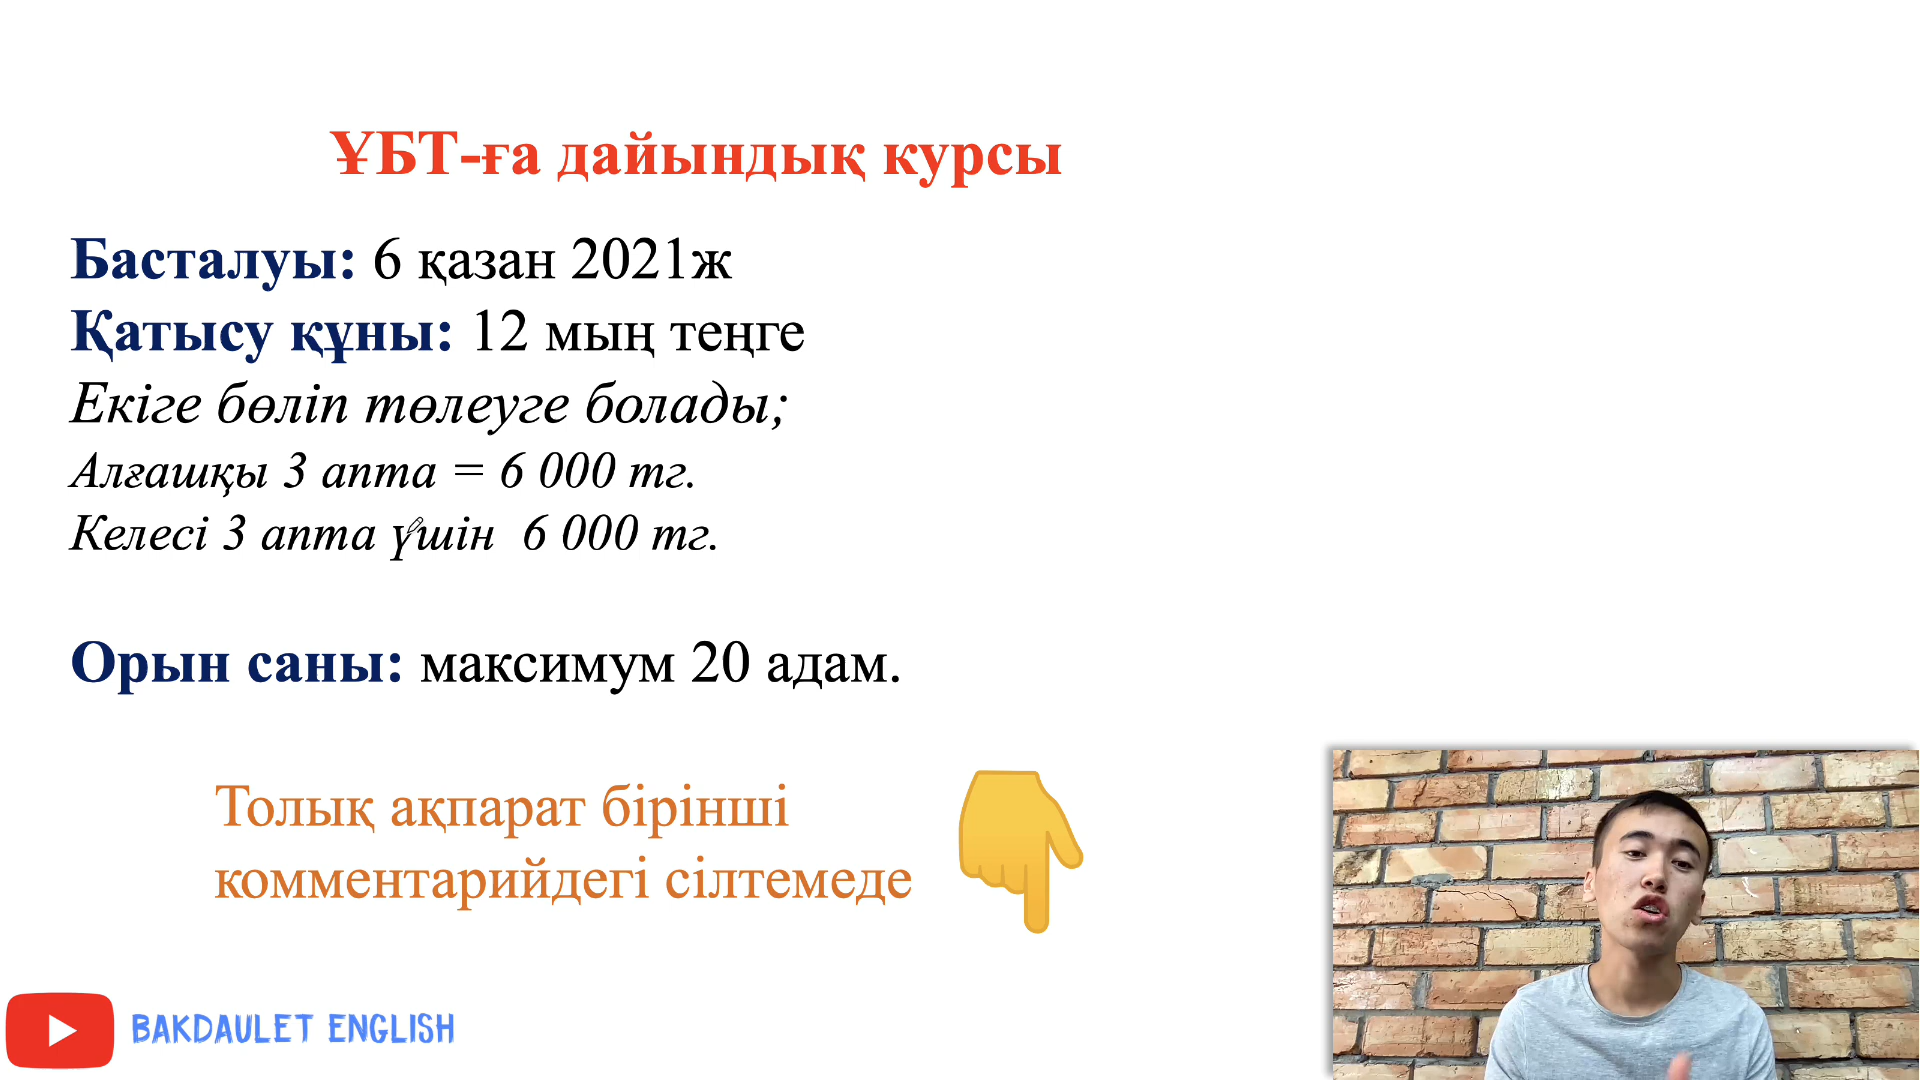 ҰБТ-ға дайындық курсы
Басталуы: 6 қазан 2021ж
Қатысу құны: 12 мың теңге
Екіге бөліп төлеуге болады;
Алғашқы 3 апта = 6 000 тг.
Келесі 3 апта үшін 6 000 тг.
Орын саны: максимум 20 адам.
Толық ақпарат бірінші
комментарийдегі сілтемеде
BAKDAULET ENGLISH